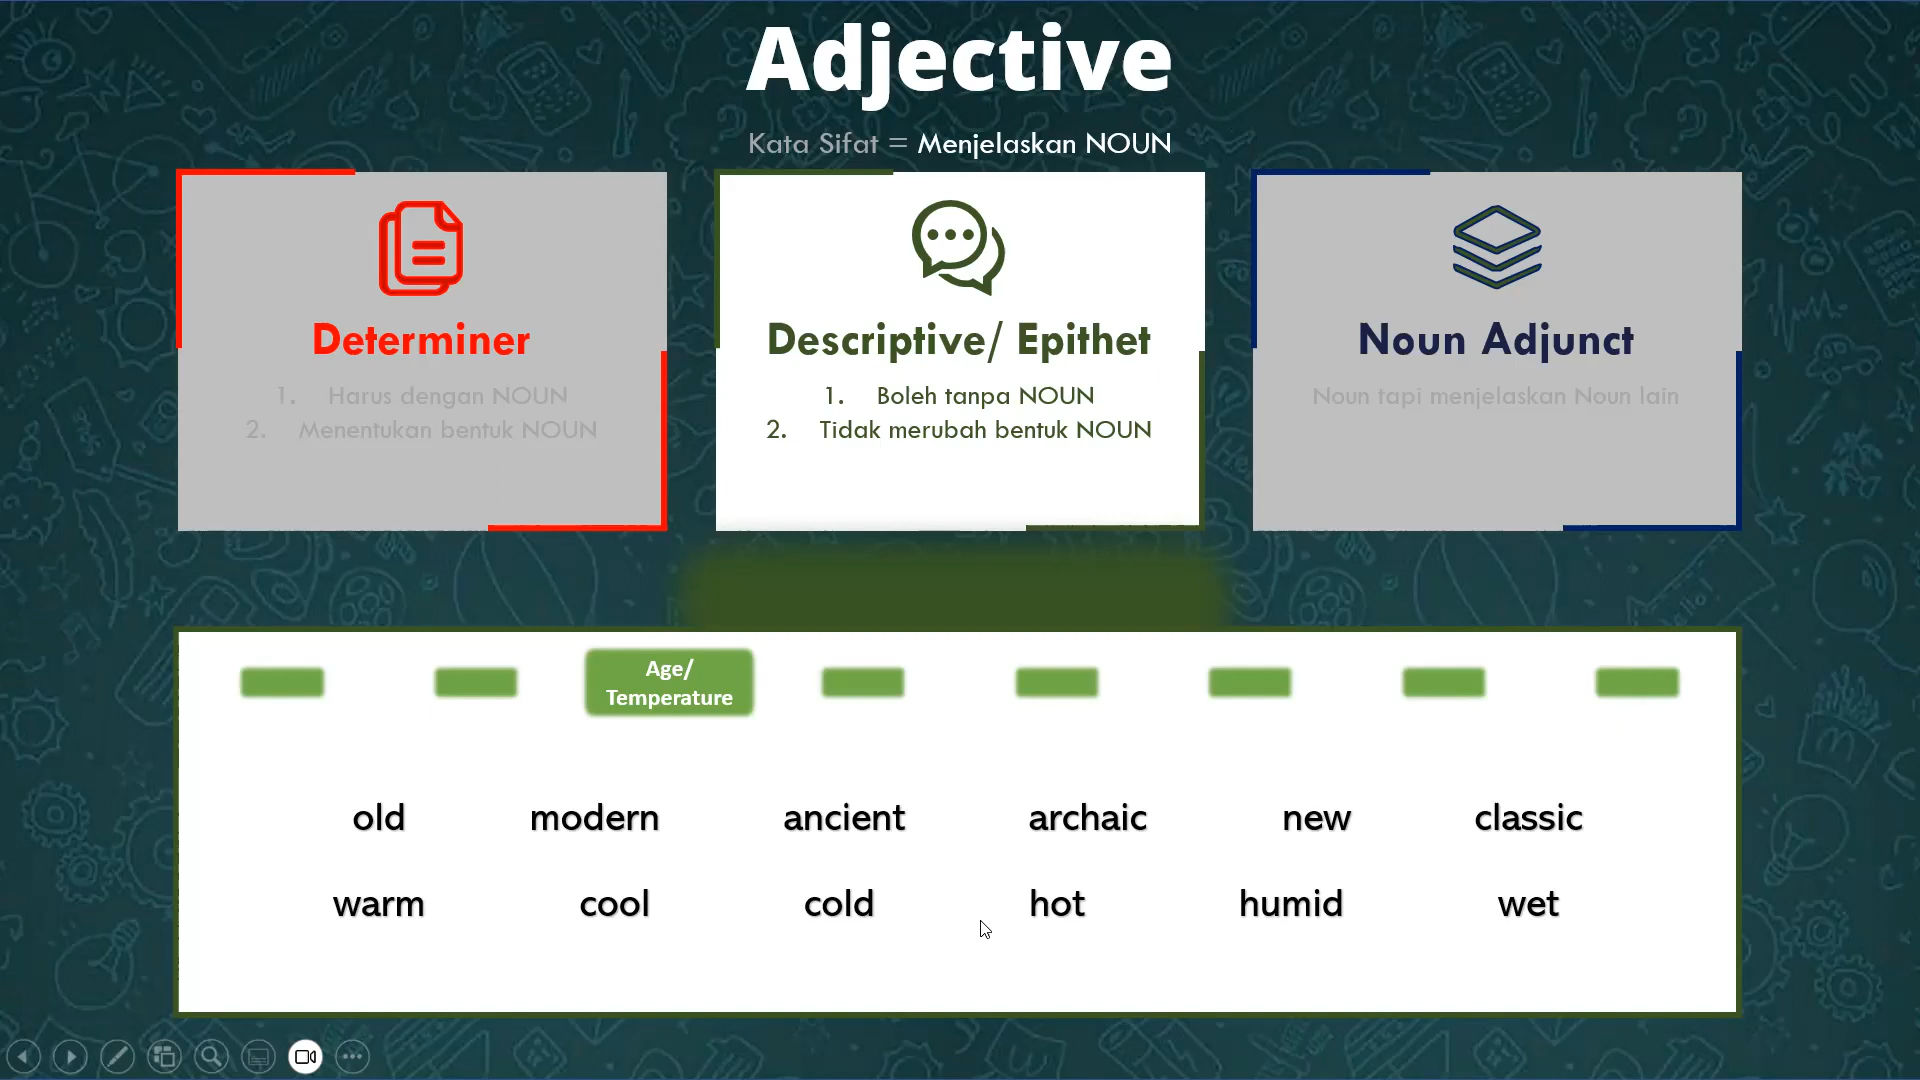 Adjective
Kata Sifat = Menjelaskan NOUN
Determiner
1. Harus dengan NOUN
2. Menentukan bentuk NOUN
Descriptive/ Epithet
1. Boleh tanpa NOUN
2. Tidak merubah bentuk NOUN
Noun Adjunct
Noun tapi menjelaskan Noun lain
Age/
Temperature
old modern ancient archaic new classic
warm cool cold hot humid wet